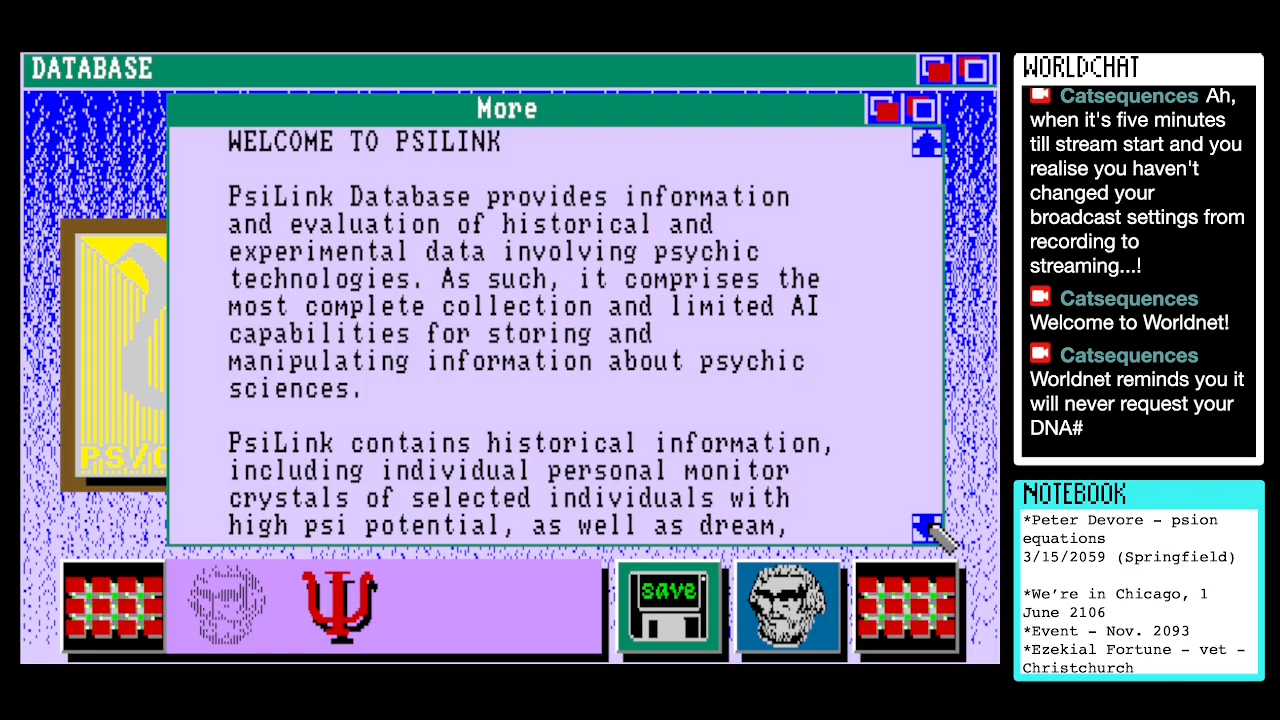 DATABASE
More
WELCOME TO PSILINK
PsiLink Database provides information
and evaluation of historical and
experimental data involving psychic
technologies. As such, it comprises the
most complete collection and limited AI
capabilities for storing and
manipulating information about psychic
sciences.
PsiLink contains historical information,
including individual personal monitor
crystals of selected individuals with
high psi potential, as well as dream,
save
WORLDCHAT
Catsequences Ah,
when it's five minutes
till stream start and you
realise you haven't
changed your
broadcast settings from
recording to
streaming...!
Catsequences
Welcome to Worldnet!
Catsequences
Worldnet reminds you it
will never request your
DNA#
NOTEBOOK
*Peter Devore - psion
equations
3/15/2059 (Springfield)
*We're in Chicago, 1
June 2106
*Event - Nov. 2093
*Ezekial Fortune - vet -
Christchurch